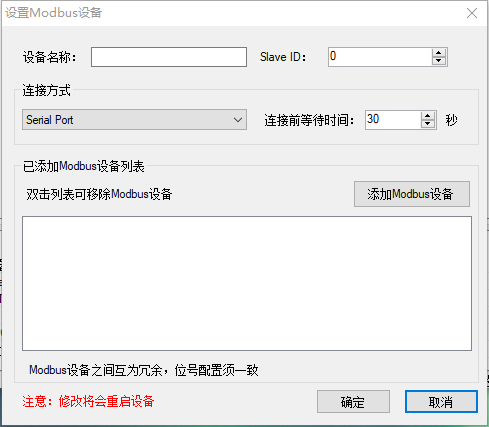 设置Modbus设备
设备名称： Slave ID： 0
连接方式
Serial Port 连接前等待时间： 30 秒
已添加Modbus设备列表
双击列表可移除Modbus设备 添加Modbus设备
Modbus设备之间互为冗余，位号配置须一致
注意：修改将会重启设备 确定 取消